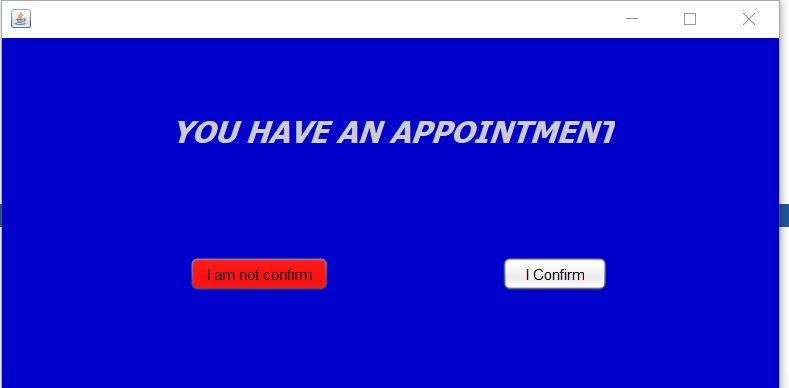 YOU HAVE AN APPOINTMENT
I am not confirm
I Confirm